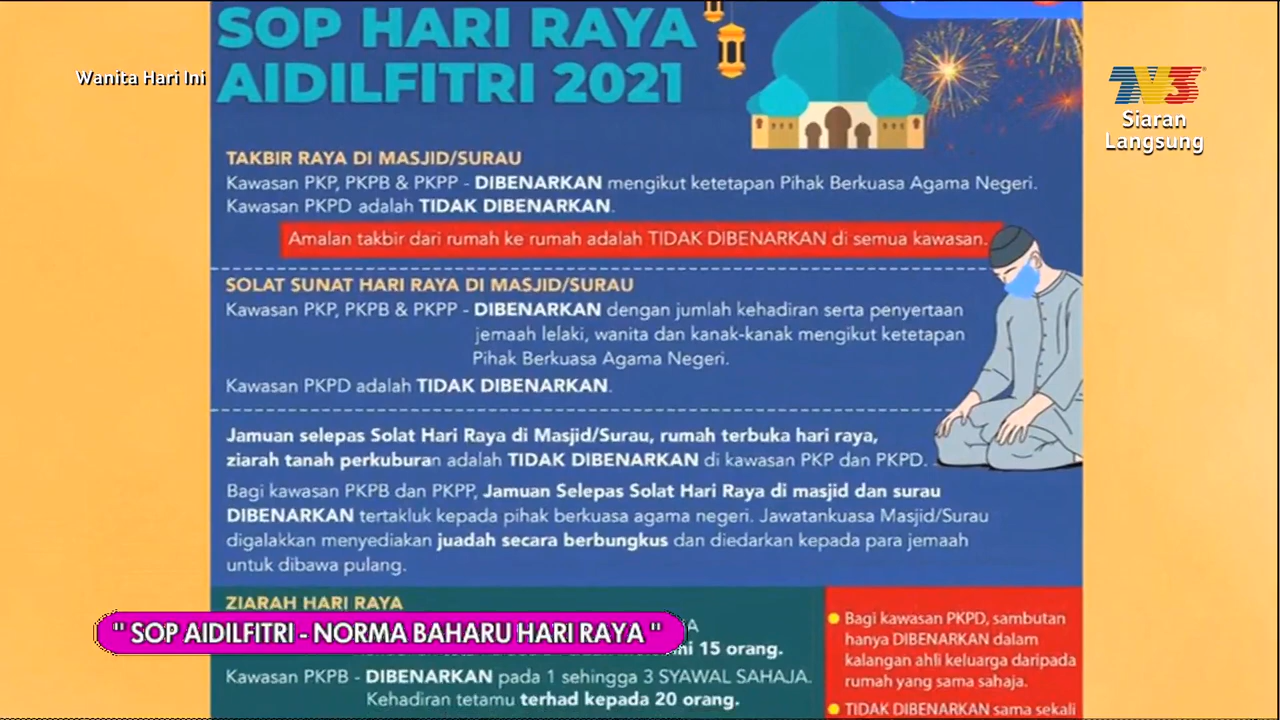 SOP HARI RAYA
AIDILFITRI 2021
Wanita Hari Ini
TV3
Siaran
Langsung
TAKBIR RAYA DI MASJID/SURAU
Kawasan PKP, PKPB & PKPP - DIBENARKAN mengikut ketetapan Pihak Berkuasa Agama Negeri.
Kawasan PKPD adalah TIDAK DIBENARKAN.
Amalan takbir dari rumah ke rumah adalah TIDAK DIBENARKAN di semua kawasan.
SOLAT SUNAT HARI RAYA DI MASJID/SURAU
Kawasan PKP, PKPB & PKPP - DIBENARKAN dengan jumlah kehadiran serta penyertaan
jemaah lelaki, wanita dan kanak-kanak mengikut ketetapan
Pihak Berkuasa Agama Negeri.
Kawasan PKPD adalah TIDAK DIBENARKAN.
Jamuan selepas Solat Hari Raya di Masjid/Surau, rumah terbuka hari raya,
ziarah tanah perkuburan adalah TIDAK DIBENARKAN di kawasan PKP dan PKPD.
Bagi kawasan PKPB dan PKPP, Jamuan Selepas Solat Hari Raya di masjid dan surau
DIBENARKAN tertakluk kepada pihak berkuasa agama negeri. Jawatankuasa Masjid/Surau
digalakkan menyediakan juadah secara berbungkus dan diedarkan kepada para jemaah
untuk dibawa pulang.
ZIARAH HARI RAYA
" SOP AIDILFITRI - NORMA BAHARU HARI RAYA "
15 orang.
Kawasan PKPB - DIBENARKAN pada 1 sehingga 3 SYAWAL SAHAJA.
Kehadiran tetamu terhad kepada 20 orang.
Bagi kawasan PKPD, sambutan
hanya DIBENARKAN dalam
kalangan ahli keluarga daripada
rumah yang sama sahaja.
TIDAK DIBENARKAN sama sekali